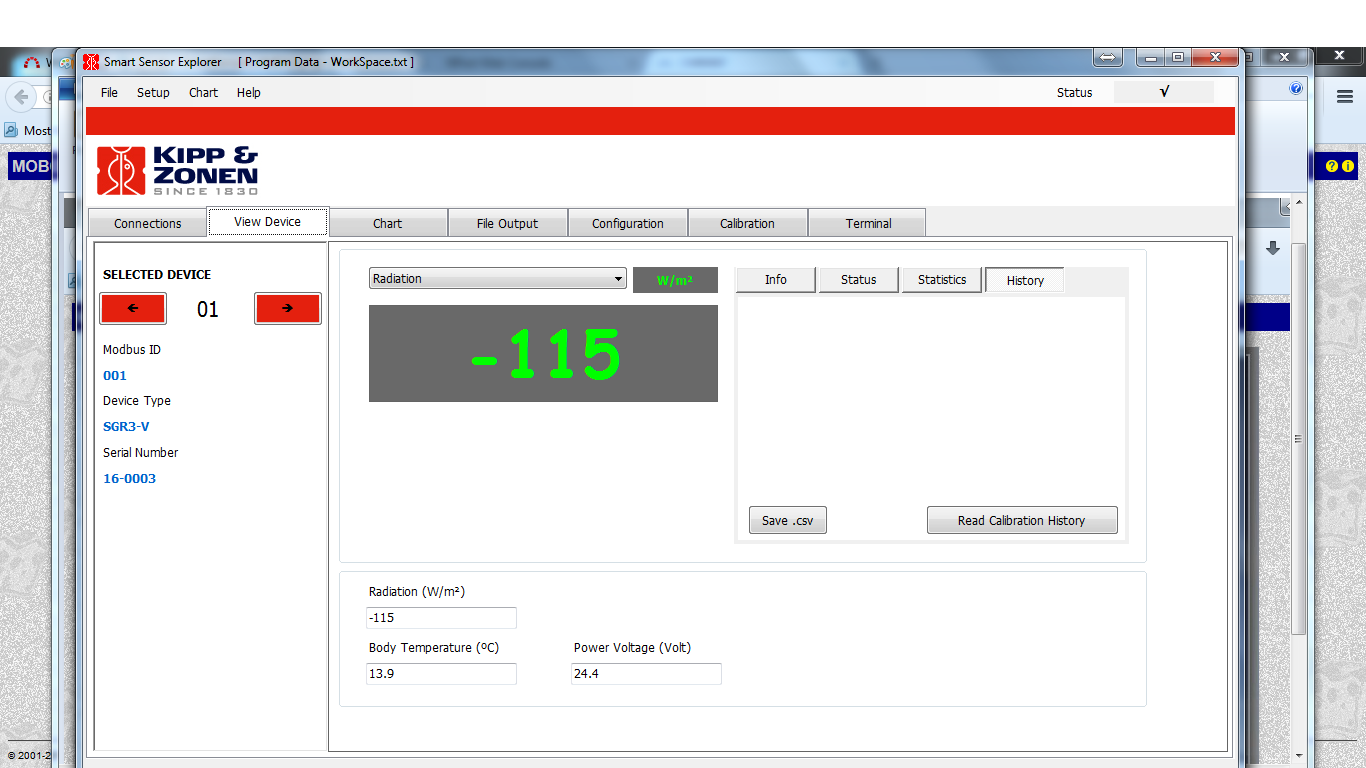 Smart Sensor Explorer [ Program Data - WorkSpace.txt ]
File Setup Chart Help Status √
Most
MOB
KIPP &
ZONEN
SINCE 1830
Connections View Device Chart File Output Configuration Calibration Terminal
SELECTED DEVICE
← 01 →
Modbus ID
001
Device Type
SGR3-V
Serial Number
16-0003
Radiation W/m²
-115
Info Status Statistics History
Save .csv Read Calibration History
Radiation (W/m²)
-115
Body Temperature (ºC) Power Voltage (Volt)
13.9 24.4
© 2001-2